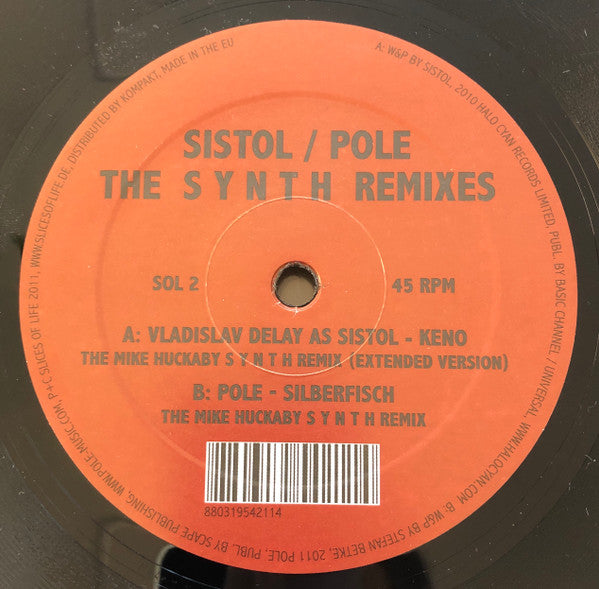 SISTOL / POLE
THE S Y N T H REMIXES
SOL 2
45 RPM
A: VLADISLAV DELAY AS SISTOL - KENO
THE MIKE HUCKABY S Y N T H REMIX (EXTENDED VERSION)
B: POLE - SILBERFISCH
THE MIKE HUCKABY S Y N T H REMIX
880319542114
A: W&P BY SISTOL, 2010 HALO CYAN RECORDS LIMITED, PUBL. BY BASIC CHANNEL / UNIVERSAL, WWW.HALOCYAN.COM, B: W&P BY STEFAN BETKE, 2011 POLE, PUBL. BY SCAPE PUBLISHING, WWW.POLE-MUSIC.COM, P+C SLICES OF LIFE 2011, WWW.SLICESOFLIFE.DE, DISTRIBUTED BY KOMPAKT, MADE IN THE EU